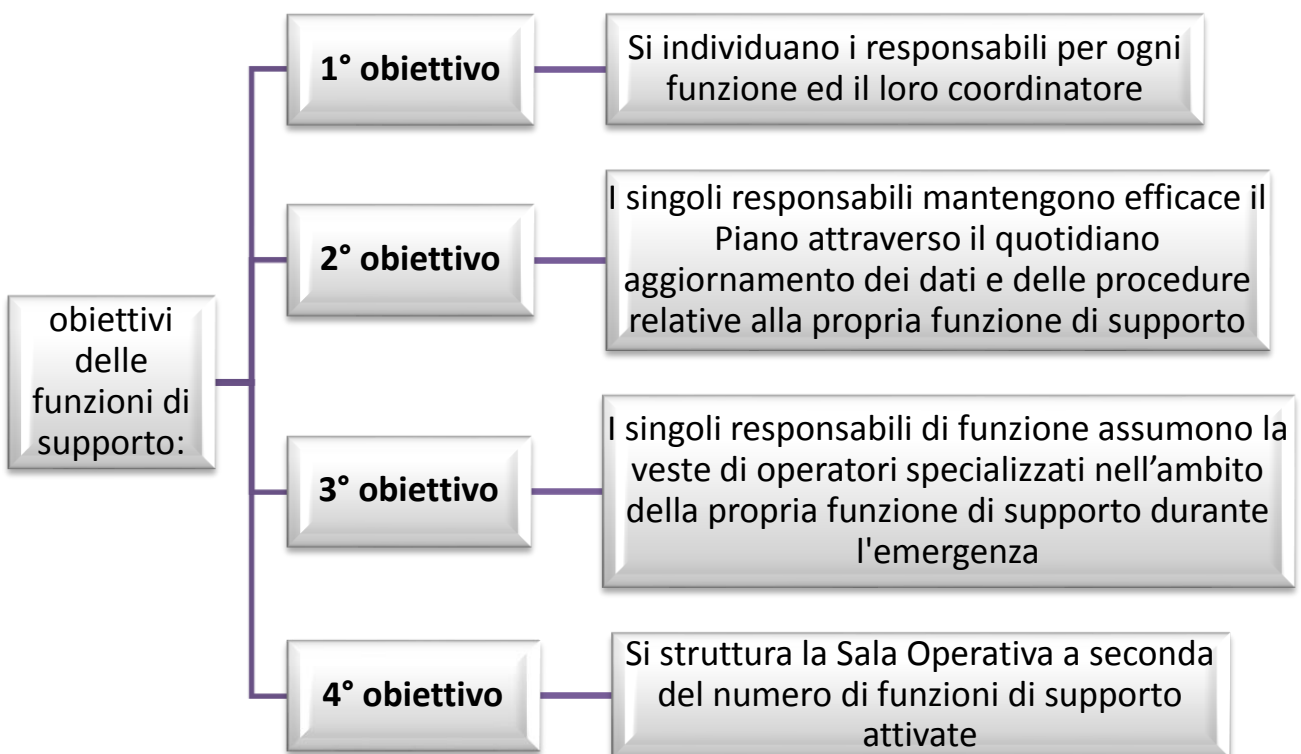 obiettivi
delle
funzioni di
supporto:
1° obiettivo
Si individuano i responsabili per ogni
funzione ed il loro coordinatore
2° obiettivo
I singoli responsabili mantengono efficace il
Piano attraverso il quotidiano
aggiornamento dei dati e delle procedure
relative alla propria funzione di supporto
3° obiettivo
I singoli responsabili di funzione assumono la
veste di operatori specializzati nell’ambito
della propria funzione di supporto durante
l'emergenza
4° obiettivo
Si struttura la Sala Operativa a seconda
del numero di funzioni di supporto
attivate